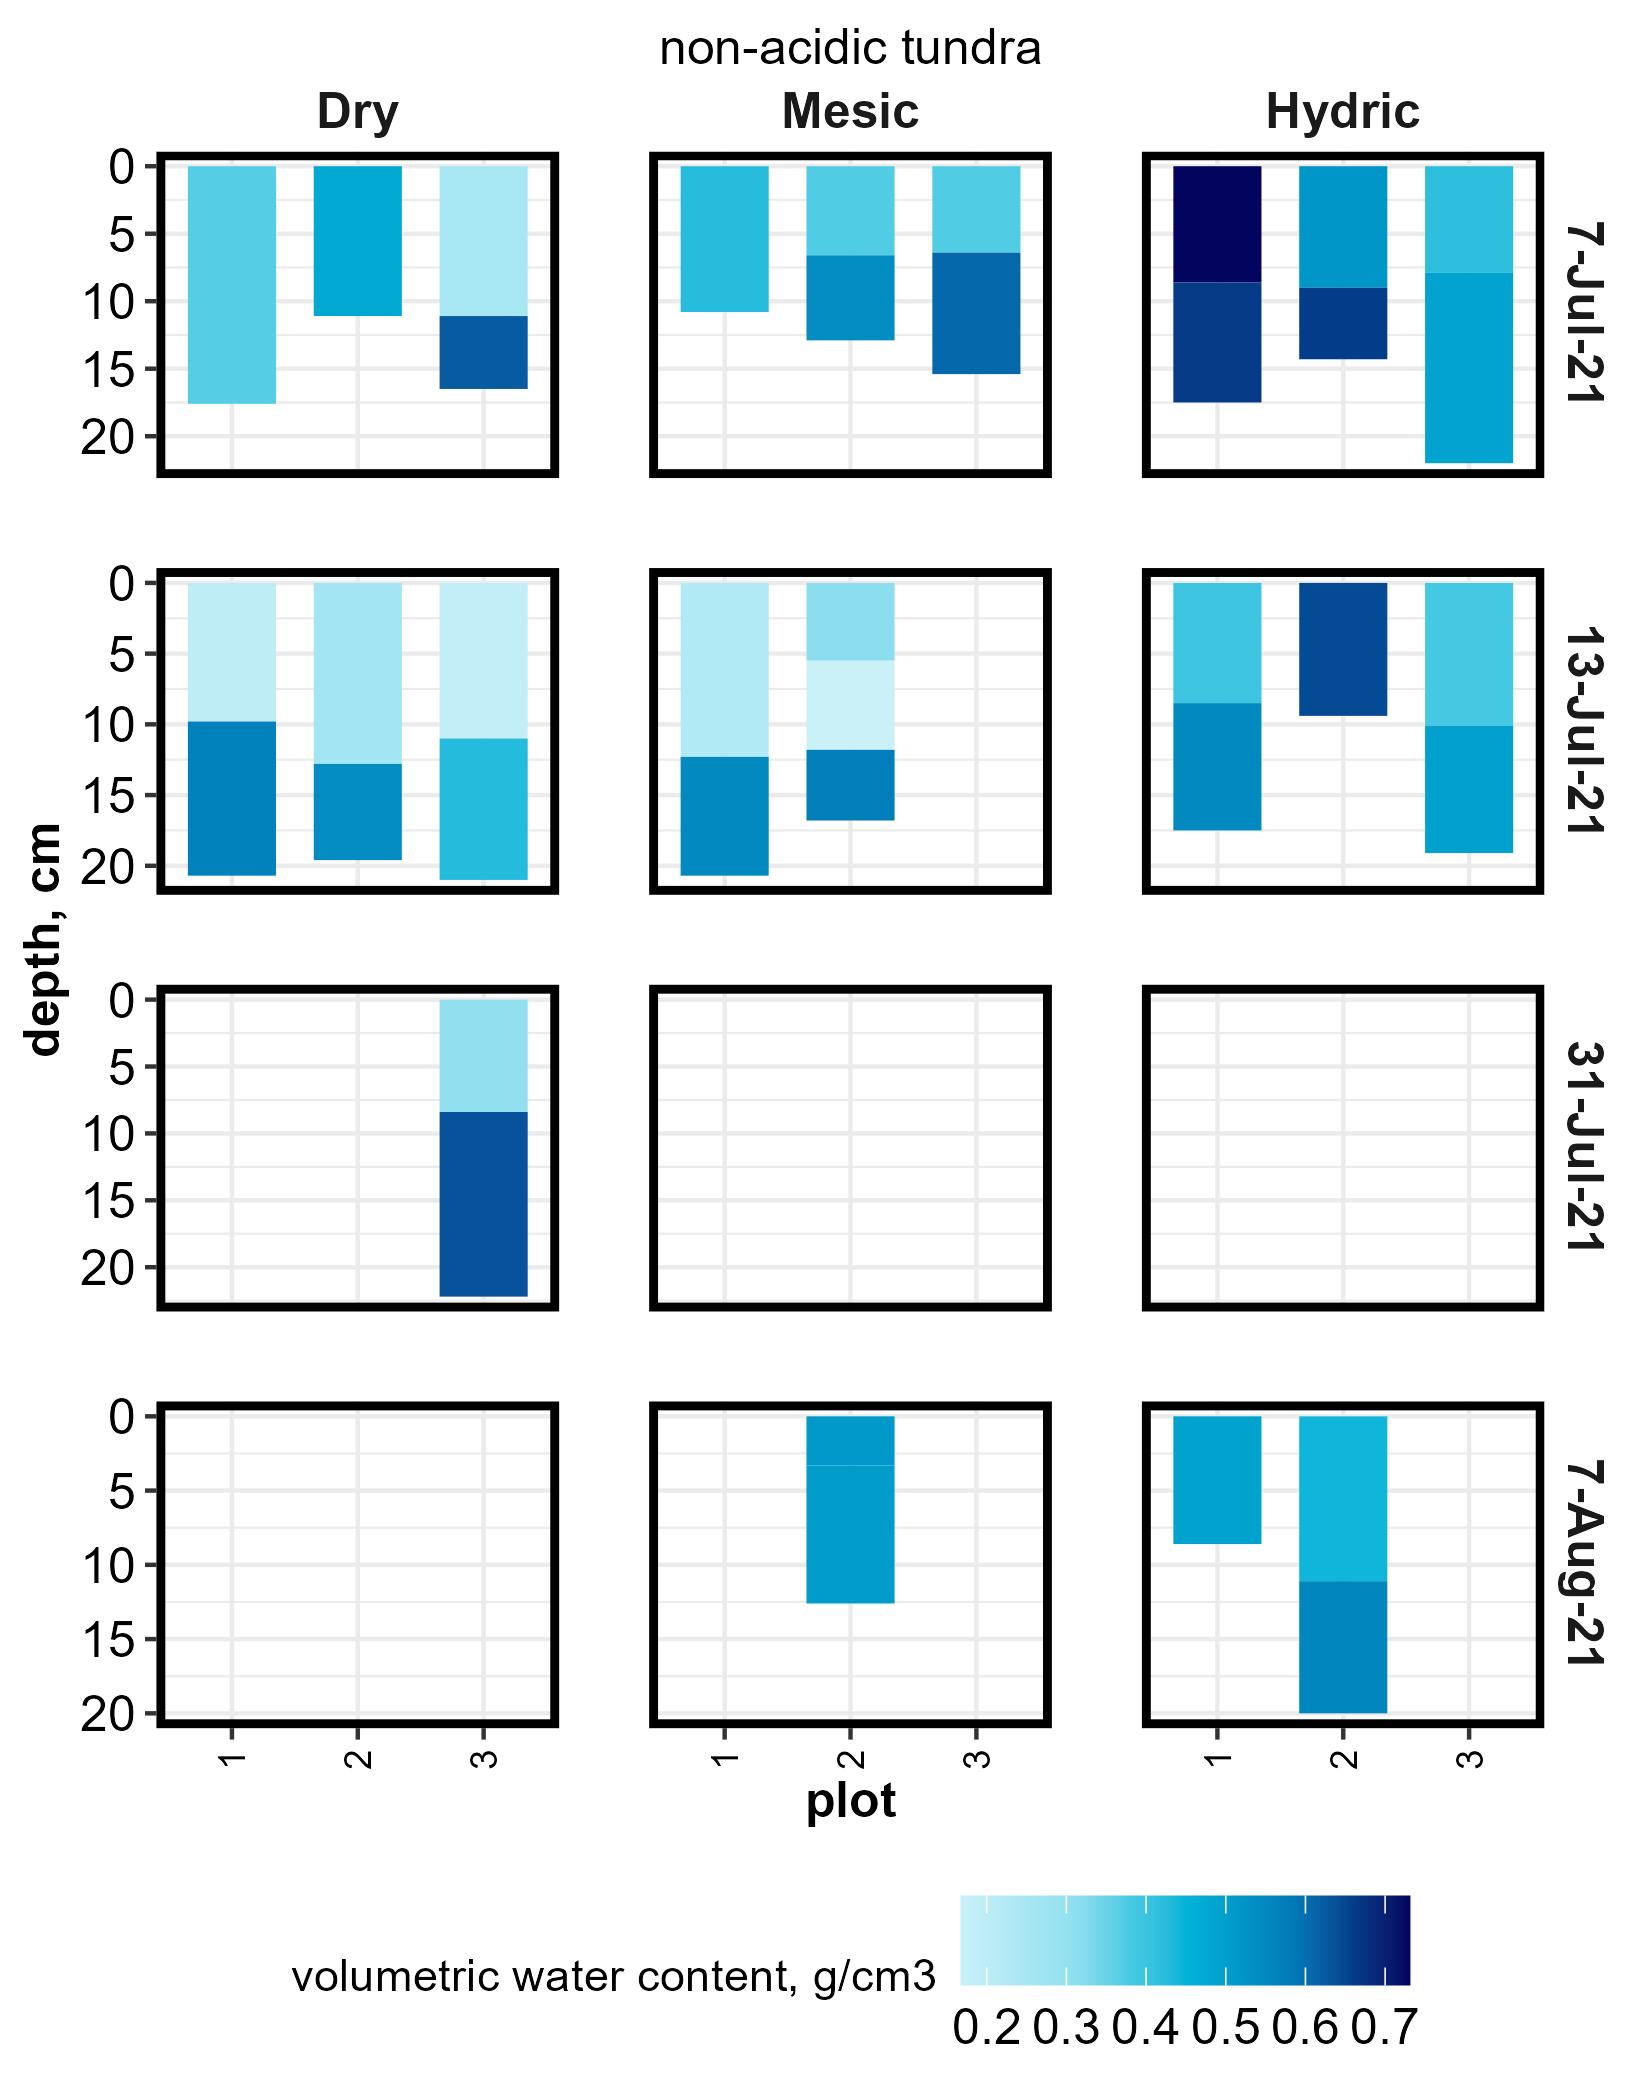 non-acidic tundra
Dry Mesic Hydric
0
5
10
15
20
7-Jul-21
0
5
10
15
20
13-Jul-21
depth, cm
0
5
10
15
20
31-Jul-21
0
5
10
15
20
7-Aug-21
1 2 3 1 2 3 1 2 3
plot
volumetric water content, g/cm3
0.2 0.3 0.4 0.5 0.6 0.7